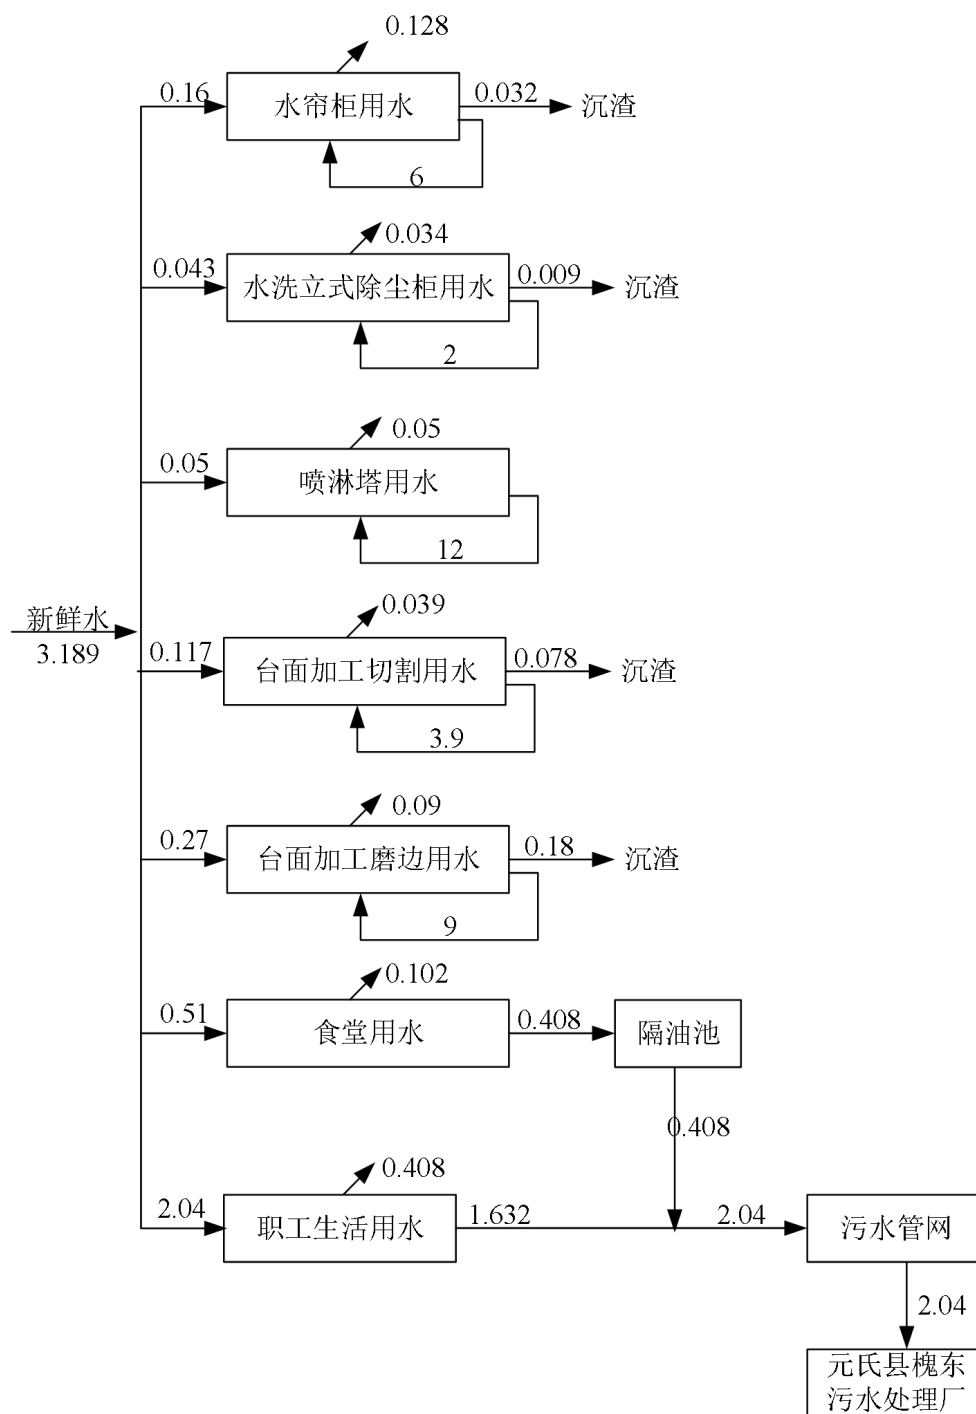 0.128
0.16
水帘柜用水
0.032
沉渣
6
0.034
0.043
水洗立式除尘柜用水
0.009
沉渣
2
0.05
0.05
喷淋塔用水
12
新鲜水
3.189
0.039
0.117
台面加工切割用水
0.078
沉渣
3.9
0.09
0.27
台面加工磨边用水
0.18
沉渣
9
0.102
0.51
食堂用水
0.408
隔油池
0.408
0.408
2.04
职工生活用水
1.632
2.04
污水管网
2.04
元氏县槐东
污水处理厂